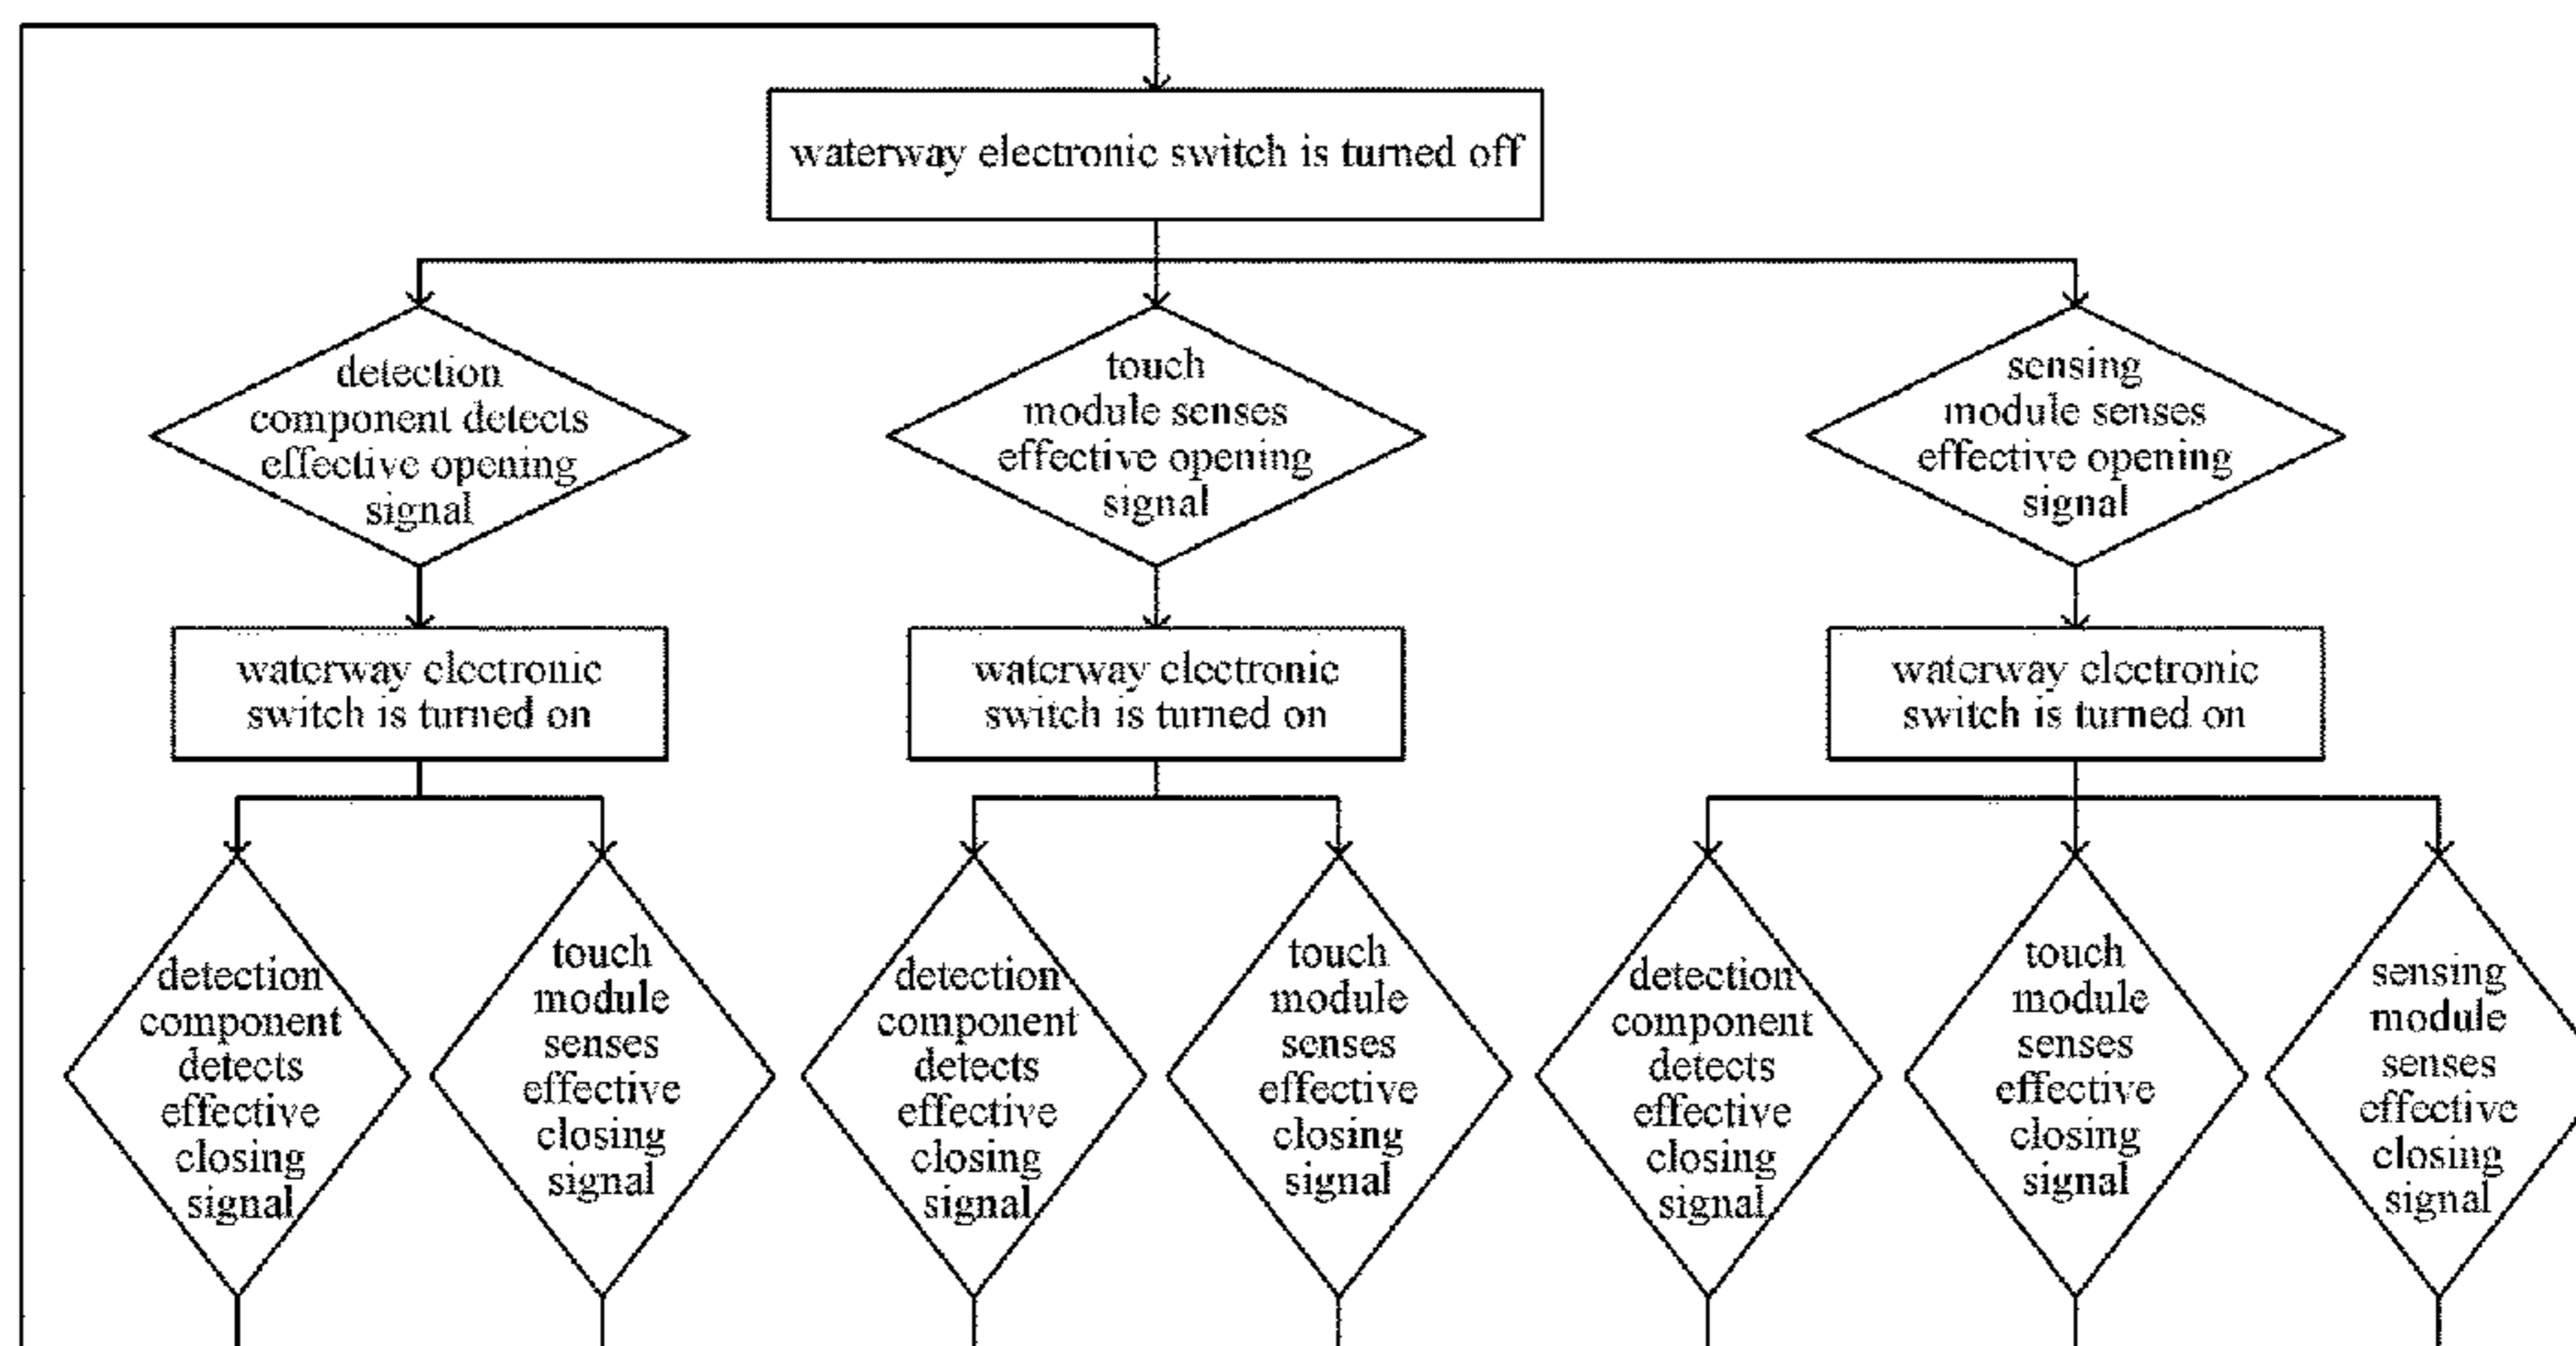 waterway electronic switch is turned off
detection
component detects
effective opening
signal
touch
module senses
effective opening
signal
sensing
module senses
effective opening
signal
waterway electronic
switch is turned on
waterway electronic
switch is turned on
waterway electronic
switch is turned on
detection
component
detects
effective
closing
signal
touch
module
senses
effective
closing
signal
detection
component
detects
effective
closing
signal
touch
module
senses
effective
closing
signal
detection
component
detects
effective
closing
signal
touch
module
senses
effective
closing
signal
sensing
module
senses
effective
closing
signal